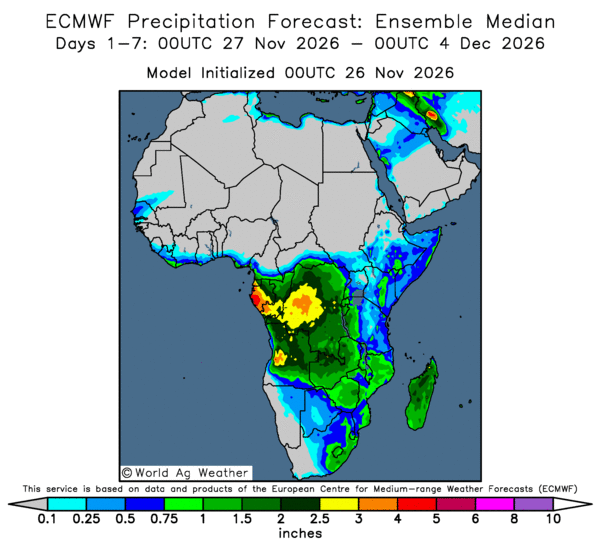 ECMWF Precipitation Forecast: Ensemble Median
Days 1–7: 00UTC 27 Nov 2026 – 00UTC 4 Dec 2026
Model Initialized 00UTC 26 Nov 2026
© World Ag Weather
This service is based on data and products of the European Centre for Medium-range Weather Forecasts (ECMWF)
0.1 0.25 0.5 0.75 1 1.5 2 2.5 3 4 5 6 8 10
inches